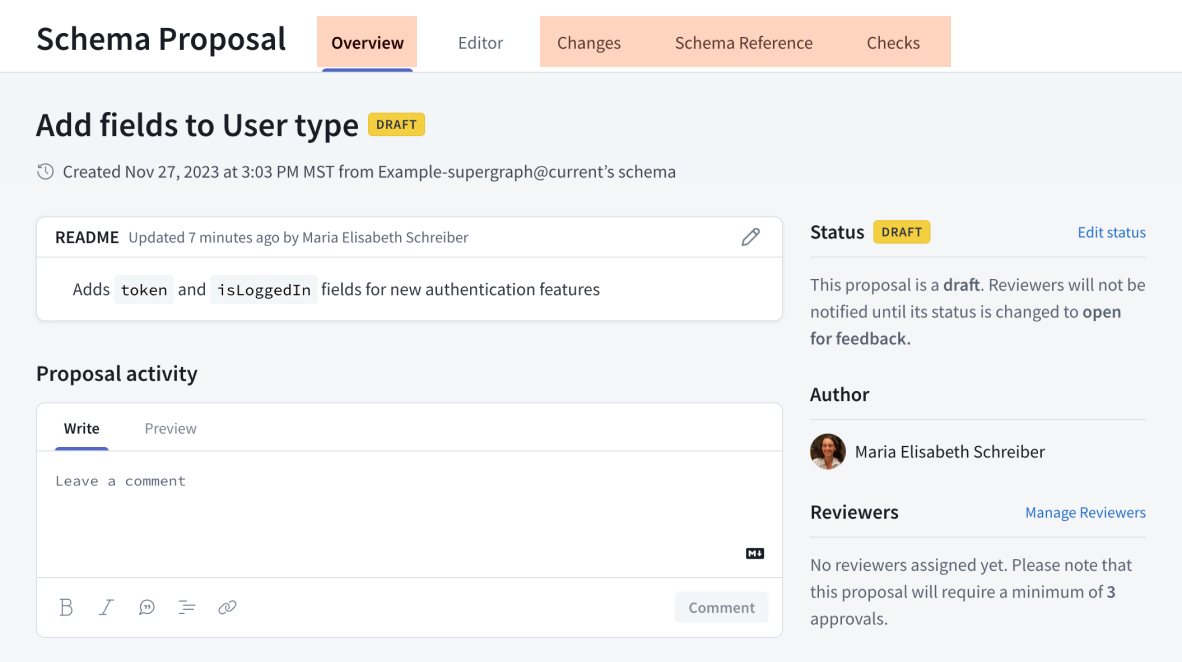 Schema Proposal
Overview
Editor
Changes
Schema Reference
Checks
Add fields to User type DRAFT
Created Nov 27, 2023 at 3:03 PM MST from Example-supergraph@current’s schema
README Updated 7 minutes ago by Maria Elisabeth Schreiber
Adds token and isLoggedIn fields for new authentication features
Proposal activity
Write
Preview
Leave a comment
M↓
B I
Comment
Status DRAFT
Edit status
This proposal is a draft. Reviewers will not be
notified until its status is changed to open
for feedback.
Author
Maria Elisabeth Schreiber
Reviewers
Manage Reviewers
No reviewers assigned yet. Please note that
this proposal will require a minimum of 3
approvals.